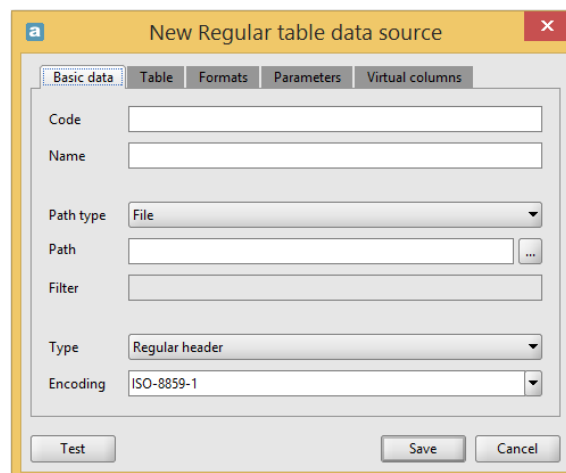 a New Regular table data source X
Basic data Table Formats Parameters Virtual columns
Code
Name
Path type File
Path ...
Filter
Type Regular header
Encoding ISO-8859-1
Test Save Cancel